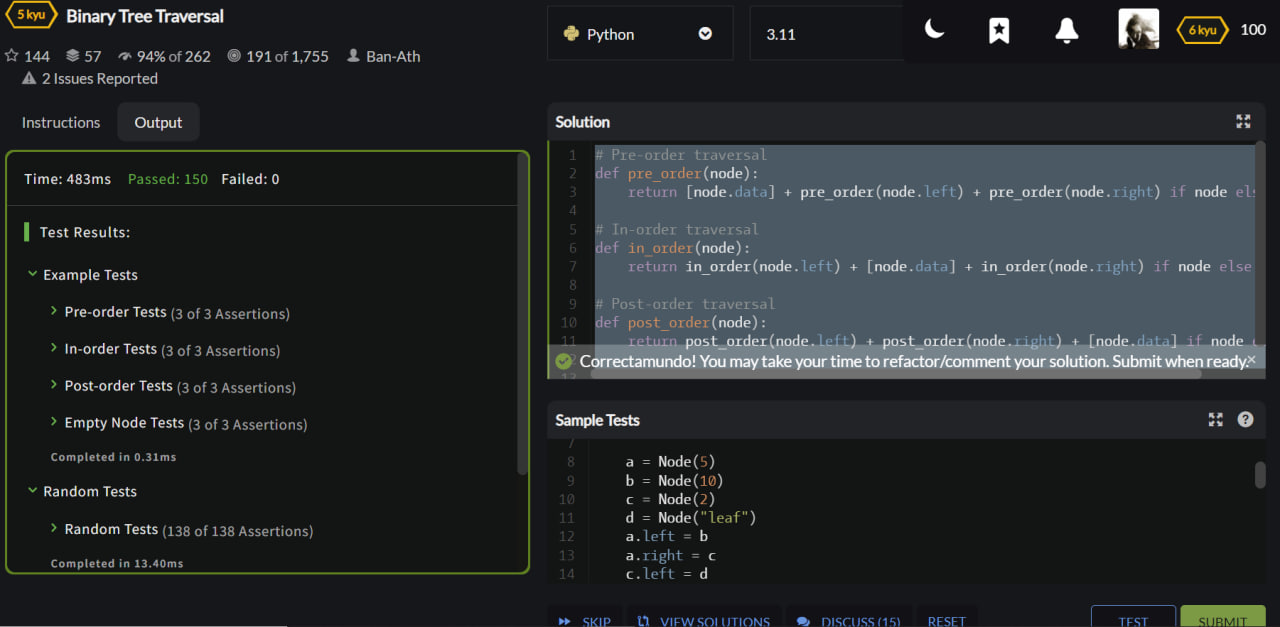 5 kyu Binary Tree Traversal
144 57 94% of 262 191 of 1,755 Ban-Ath
2 Issues Reported
Python
3.11
6 kyu 100
Instructions Output
Time: 483ms Passed: 150 Failed: 0
Test Results:
Example Tests
Pre-order Tests (3 of 3 Assertions)
In-order Tests (3 of 3 Assertions)
Post-order Tests (3 of 3 Assertions)
Empty Node Tests (3 of 3 Assertions)
Completed in 0.31ms
Random Tests
Random Tests (138 of 138 Assertions)
Completed in 13.40ms
Solution
1 # Pre-order traversal
2 def pre_order(node):
3 return [node.data] + pre_order(node.left) + pre_order(node.right) if node els
4
5 # In-order traversal
6 def in_order(node):
7 return in_order(node.left) + [node.data] + in_order(node.right) if node else
8
9 # Post-order traversal
10 def post_order(node):
11 return post_order(node.left) + post_order(node.right) + [node.data] if node
Correctamundo! You may take your time to refactor/comment your solution. Submit when ready.
Sample Tests
7
8 a = Node(5)
9 b = Node(10)
10 c = Node(2)
11 d = Node("leaf")
12 a.left = b
13 a.right = c
14 c.left = d
SKIP VIEW SOLUTIONS DISCUSS (15) RESET TEST SUBMIT